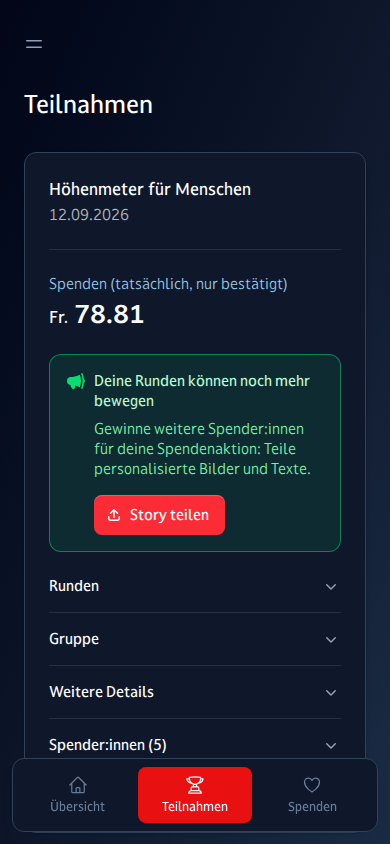 Teilnahmen
Höhenmeter für Menschen
12.09.2026
Spenden (tatsächlich, nur bestätigt)
Fr. 78.81
Deine Runden können noch mehr
bewegen
Gewinne weitere Spender:innen
für deine Spendenaktion: Teile
personalisierte Bilder und Texte.
Story teilen
Runden
Gruppe
Weitere Details
Spender:innen (5)
Übersicht
Teilnahmen
Spenden